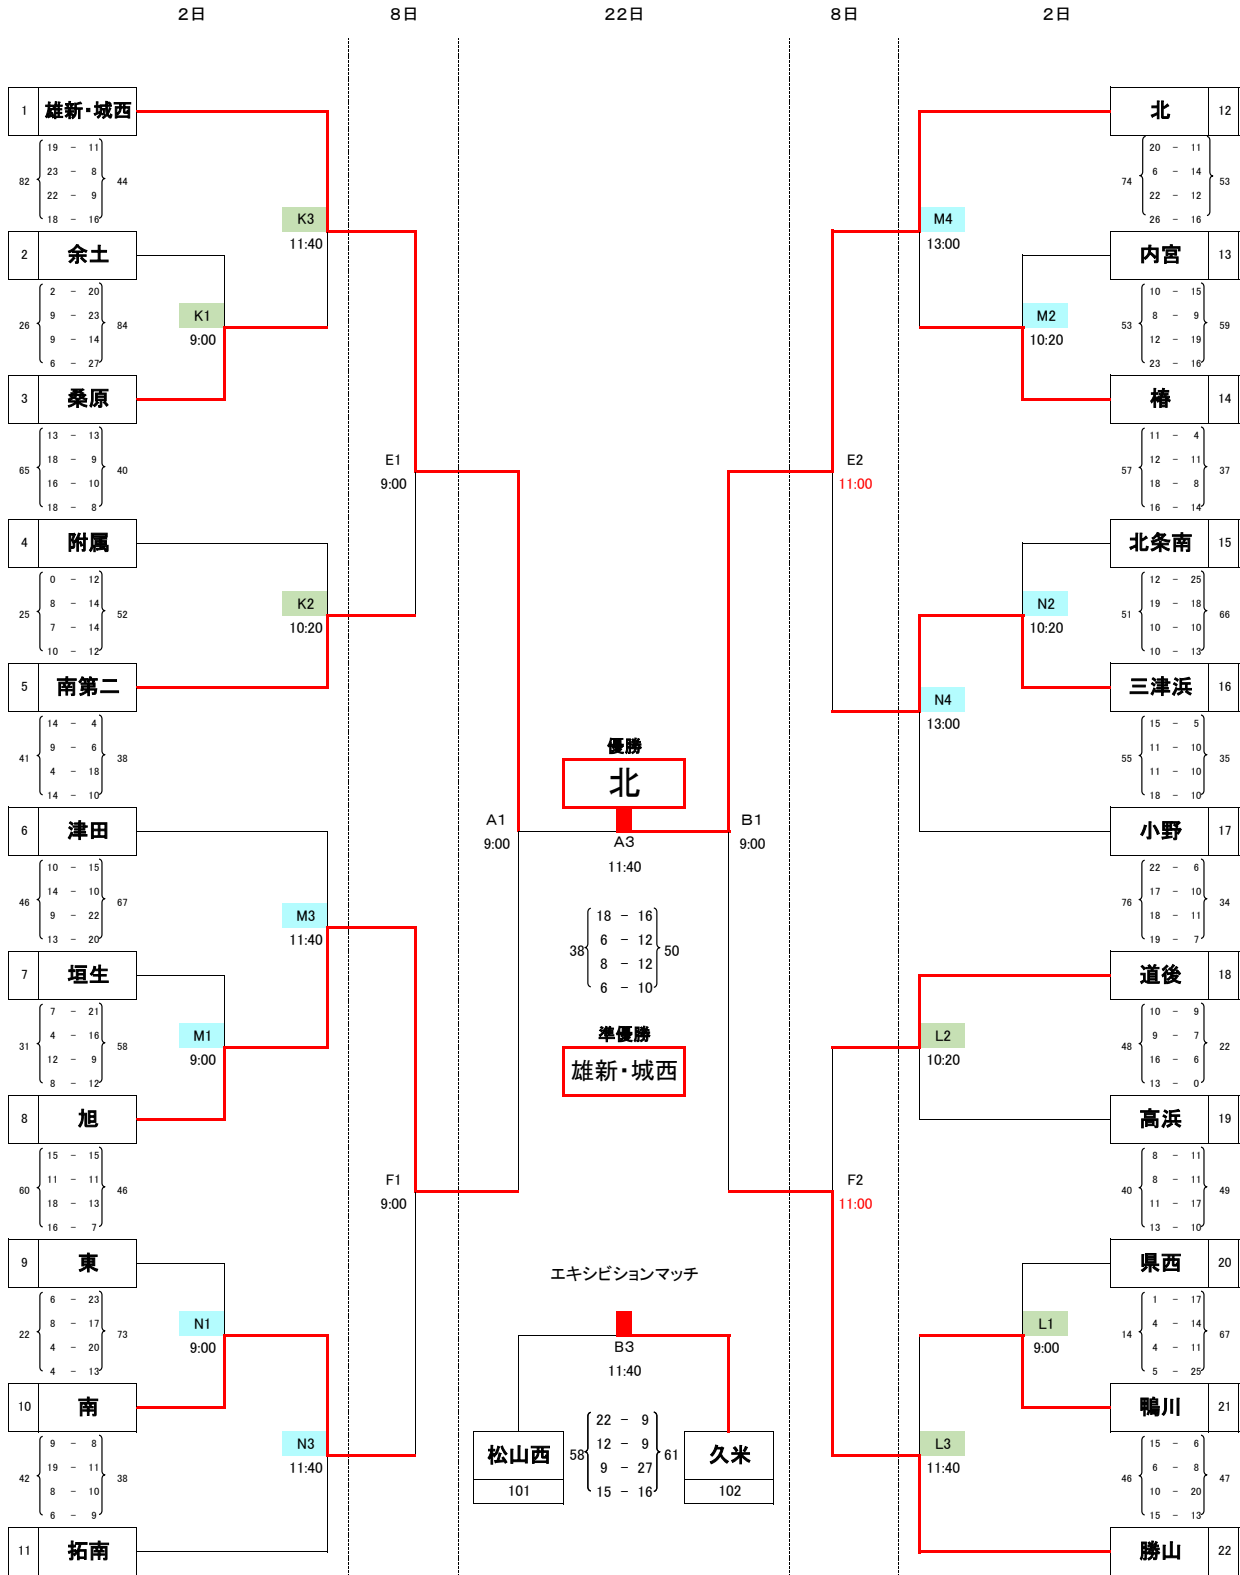 2日 8日 22日 8日 2日
1 雄新・城西
19 - 11
23 - 8
82 44
22 - 9
18 - 16
K3
11:40
2 余土
2 - 20
9 - 23
26 84
9 - 14
6 - 27
K1
9:00
3 桑原
13 - 13
18 - 9
65 40
16 - 10
18 - 8
E1
9:00
4 附属
0 - 12
8 - 14
25 52
7 - 14
10 - 12
K2
10:20
5 南第二
14 - 4
9 - 6
41 38
4 - 18
14 - 10
6 津田
10 - 15
14 - 10
46 67
9 - 22
13 - 20
M3
11:40
7 垣生
7 - 21
4 - 16
31 58
12 - 9
8 - 12
M1
9:00
8 旭
15 - 15
11 - 11
60 46
18 - 13
16 - 7
F1
9:00
9 東
6 - 23
8 - 17
22 73
4 - 20
4 - 13
N1
9:00
10 南
9 - 8
19 - 11
42 38
8 - 10
6 - 9
N3
11:40
11 拓南
優勝
北
A1
9:00
A3
11:40
B1
9:00
18 - 16
6 - 12
38 50
8 - 12
6 - 10
準優勝
雄新・城西
エキシビションマッチ
B3
11:40
松山西
101
22 - 9
12 - 9
58 61
9 - 27
15 - 16
久米
102
北 12
20 - 11
6 - 14
74 53
22 - 12
26 - 16
M4
13:00
内宮 13
10 - 15
8 - 9
53 59
12 - 19
23 - 16
M2
10:20
椿 14
11 - 4
12 - 11
57 37
18 - 8
16 - 14
E2
11:00
北条南 15
12 - 25
19 - 18
51 66
10 - 10
10 - 13
N2
10:20
三津浜 16
15 - 5
11 - 10
55 35
11 - 10
18 - 10
N4
13:00
小野 17
22 - 6
17 - 10
76 34
18 - 11
19 - 7
道後 18
10 - 9
9 - 7
48 22
16 - 6
13 - 0
L2
10:20
高浜 19
8 - 11
8 - 11
40 49
11 - 17
13 - 10
F2
11:00
県西 20
1 - 17
4 - 14
14 67
4 - 11
5 - 25
L1
9:00
鴨川 21
15 - 6
6 - 8
46 47
10 - 20
15 - 13
L3
11:40
勝山 22